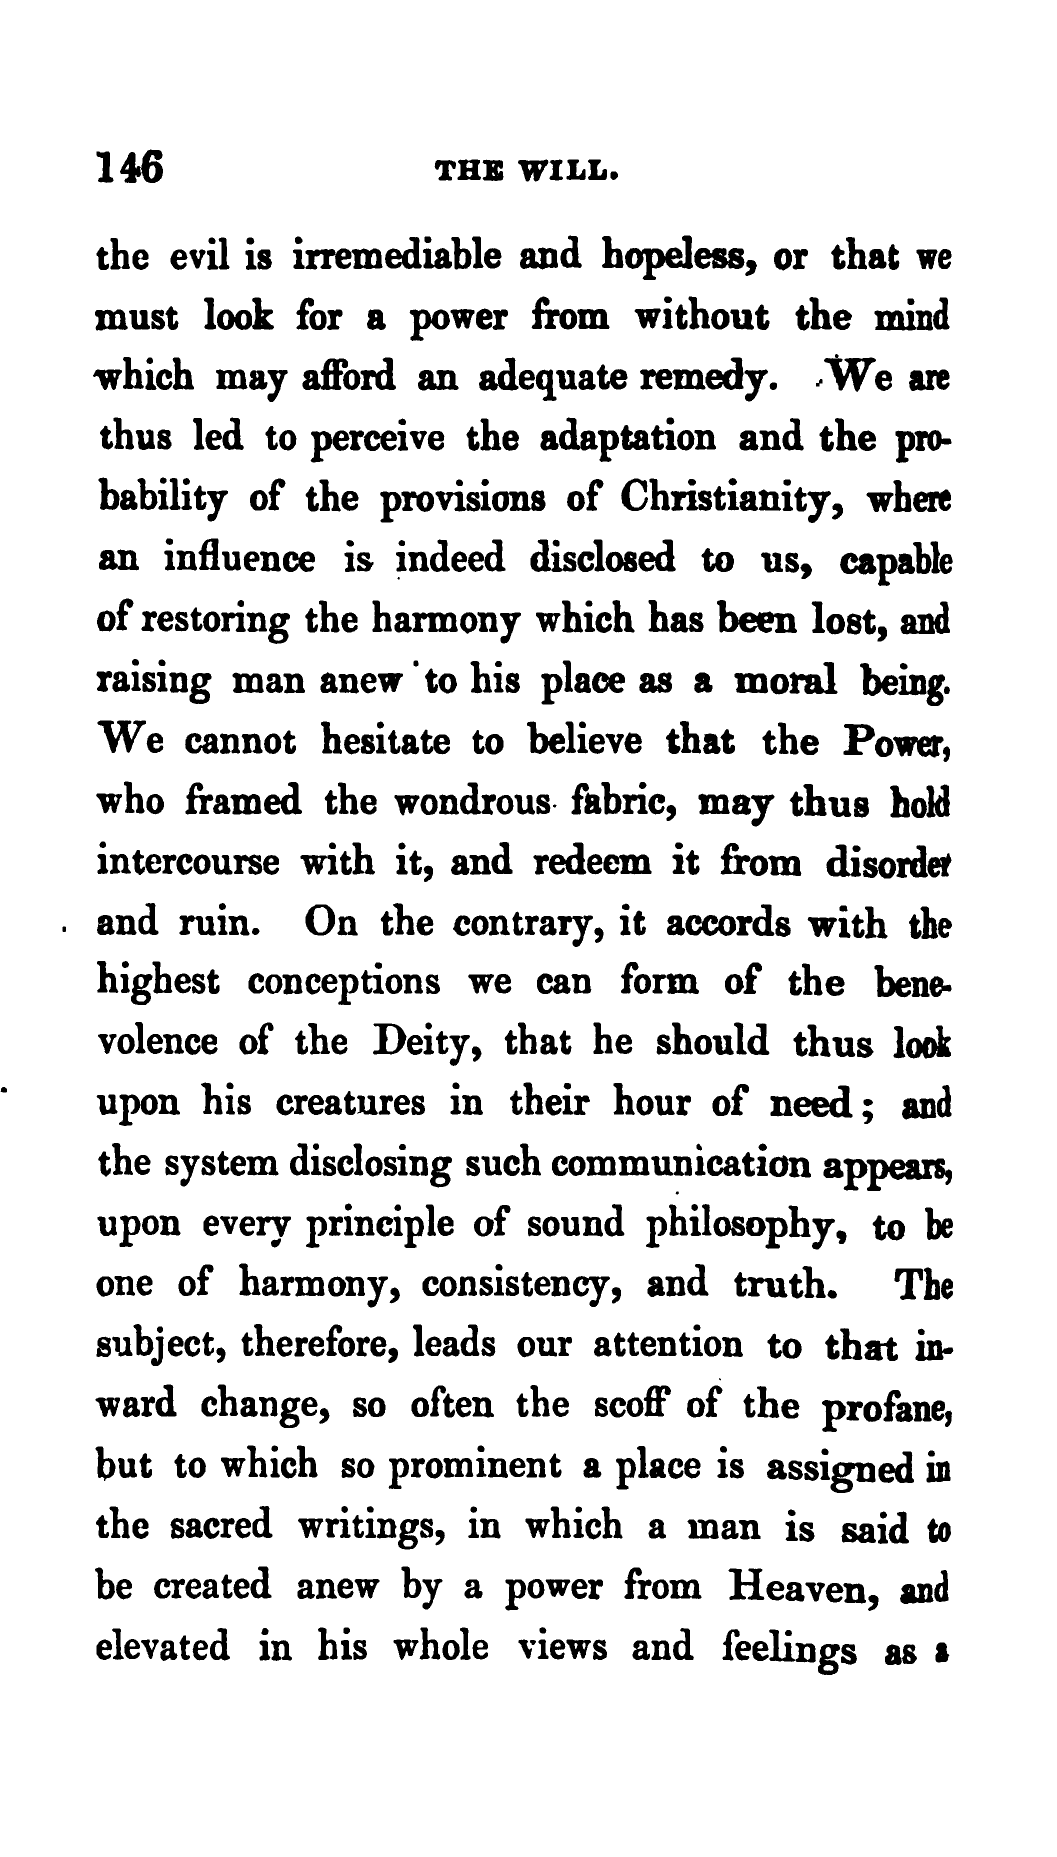 146 THE WILL.
the evil is irremediable and hopeless, or that we
must look for a power from without the mind
which may afford an adequate remedy. We are
thus led to perceive the adaptation and the pro-
bability of the provisions of Christianity, where
an influence is indeed disclosed to us, capable
of restoring the harmony which has been lost, and
raising man anew to his place as a moral being.
We cannot hesitate to believe that the Power,
who framed the wondrous fabric, may thus hold
intercourse with it, and redeem it from disorder
and ruin. On the contrary, it accords with the
highest conceptions we can form of the bene-
volence of the Deity, that he should thus look
upon his creatures in their hour of need; and
the system disclosing such communication appears,
upon every principle of sound philosophy, to be
one of harmony, consistency, and truth. The
subject, therefore, leads our attention to that in-
ward change, so often the scoff of the profane,
but to which so prominent a place is assigned in
the sacred writings, in which a man is said to
be created anew by a power from Heaven, and
elevated in his whole views and feelings as a